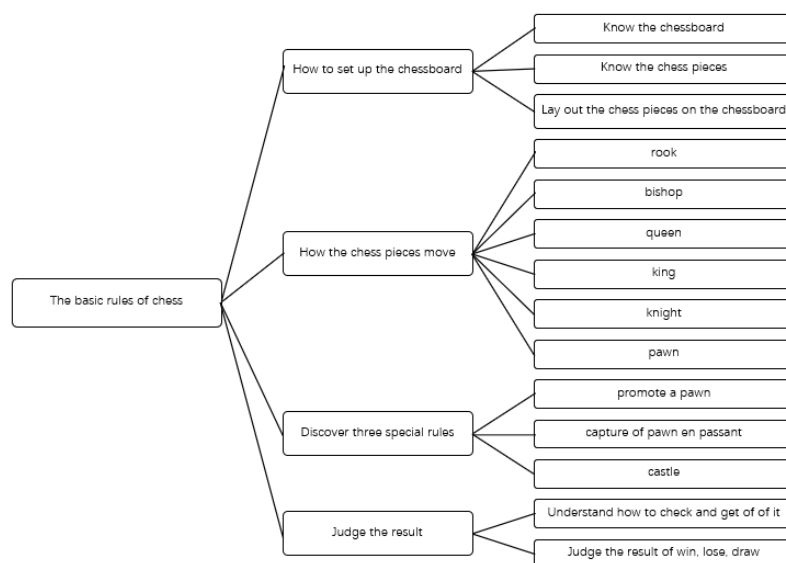 The basic rules of chess
How to set up the chessboard
Know the chessboard
Know the chess pieces
Lay out the chess pieces on the chessboard
How the chess pieces move
rook
bishop
queen
king
knight
pawn
Discover three special rules
promote a pawn
capture of pawn en passant
castle
Judge the result
Understand how to check and get of of it
Judge the result of win, lose, draw